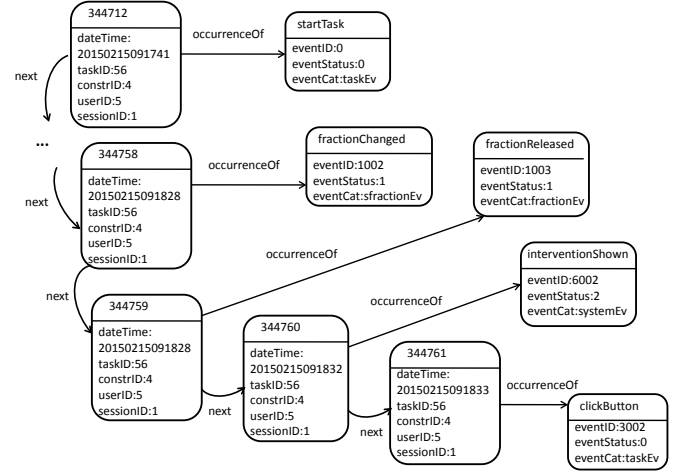 344712
dateTime:
20150215091741
taskID:56
constrID:4
userID:5
sessionID:1
occurrenceOf
startTask
eventID:0
eventStatus:0
eventCat:taskEv
next
...
344758
dateTime:
20150215091828
taskID:56
constrID:4
userID:5
sessionID:1
occurrenceOf
fractionChanged
eventID:1002
eventStatus:1
eventCat:sfractionEv
fractionReleased
eventID:1003
eventStatus:1
eventCat:fractionEv
next
occurrenceOf
next
344759
dateTime:
20150215091828
taskID:56
constrID:4
userID:5
sessionID:1
interventionShown
eventID:6002
eventStatus:2
eventCat:systemEv
occurrenceOf
344760
dateTime:
20150215091832
taskID:56
constrID:4
userID:5
sessionID:1
next
344761
dateTime:
20150215091833
taskID:56
constrID:4
userID:5
sessionID:1
next
occurrenceOf
clickButton
eventID:3002
eventStatus:0
eventCat:taskEv